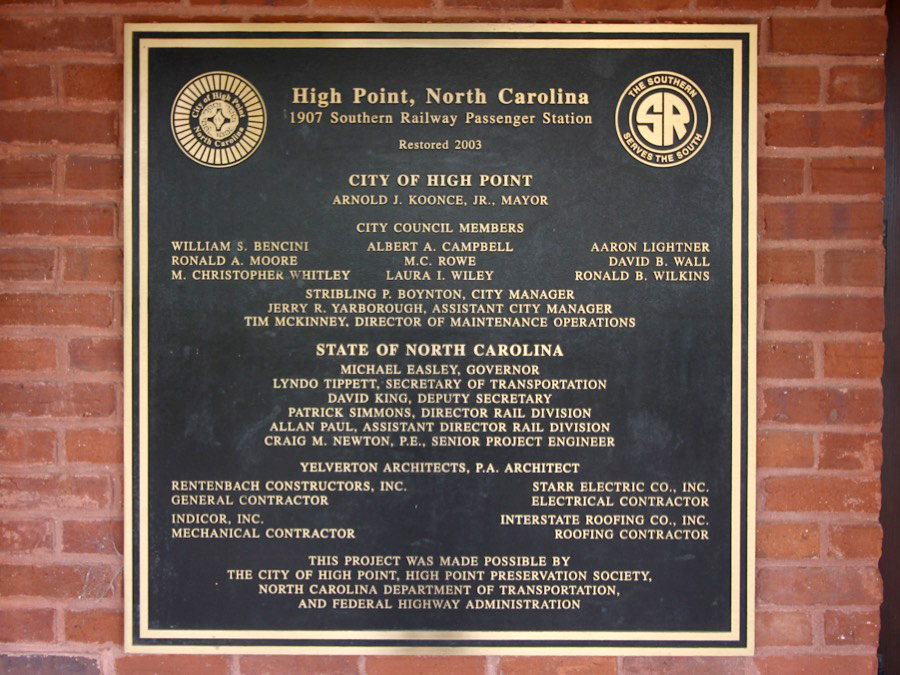 City of High Point
North Carolina
High Point, North Carolina
1907 Southern Railway Passenger Station
Restored 2003
THE SOUTHERN
SR
SERVES THE SOUTH
CITY OF HIGH POINT
ARNOLD J. KOONCE, JR., MAYOR
CITY COUNCIL MEMBERS
WILLIAM S. BENCINI ALBERT A. CAMPBELL AARON LIGHTNER
RONALD A. MOORE M.C. ROWE DAVID B. WALL
M. CHRISTOPHER WHITLEY LAURA I. WILEY RONALD B. WILKINS
STRIBLING P. BOYNTON, CITY MANAGER
JERRY R. YARBOROUGH, ASSISTANT CITY MANAGER
TIM MCKINNEY, DIRECTOR OF MAINTENANCE OPERATIONS
STATE OF NORTH CAROLINA
MICHAEL EASLEY, GOVERNOR
LYNDO TIPPETT, SECRETARY OF TRANSPORTATION
DAVID KING, DEPUTY SECRETARY
PATRICK SIMMONS, DIRECTOR RAIL DIVISION
ALLAN PAUL, ASSISTANT DIRECTOR RAIL DIVISION
CRAIG M. NEWTON, P.E., SENIOR PROJECT ENGINEER
YELVERTON ARCHITECTS, P.A. ARCHITECT
RENTENBACH CONSTRUCTORS, INC. STARR ELECTRIC CO., INC.
GENERAL CONTRACTOR ELECTRICAL CONTRACTOR
INDICOR, INC. INTERSTATE ROOFING CO., INC.
MECHANICAL CONTRACTOR ROOFING CONTRACTOR
THIS PROJECT WAS MADE POSSIBLE BY
THE CITY OF HIGH POINT, HIGH POINT PRESERVATION SOCIETY,
NORTH CAROLINA DEPARTMENT OF TRANSPORTATION,
AND FEDERAL HIGHWAY ADMINISTRATION